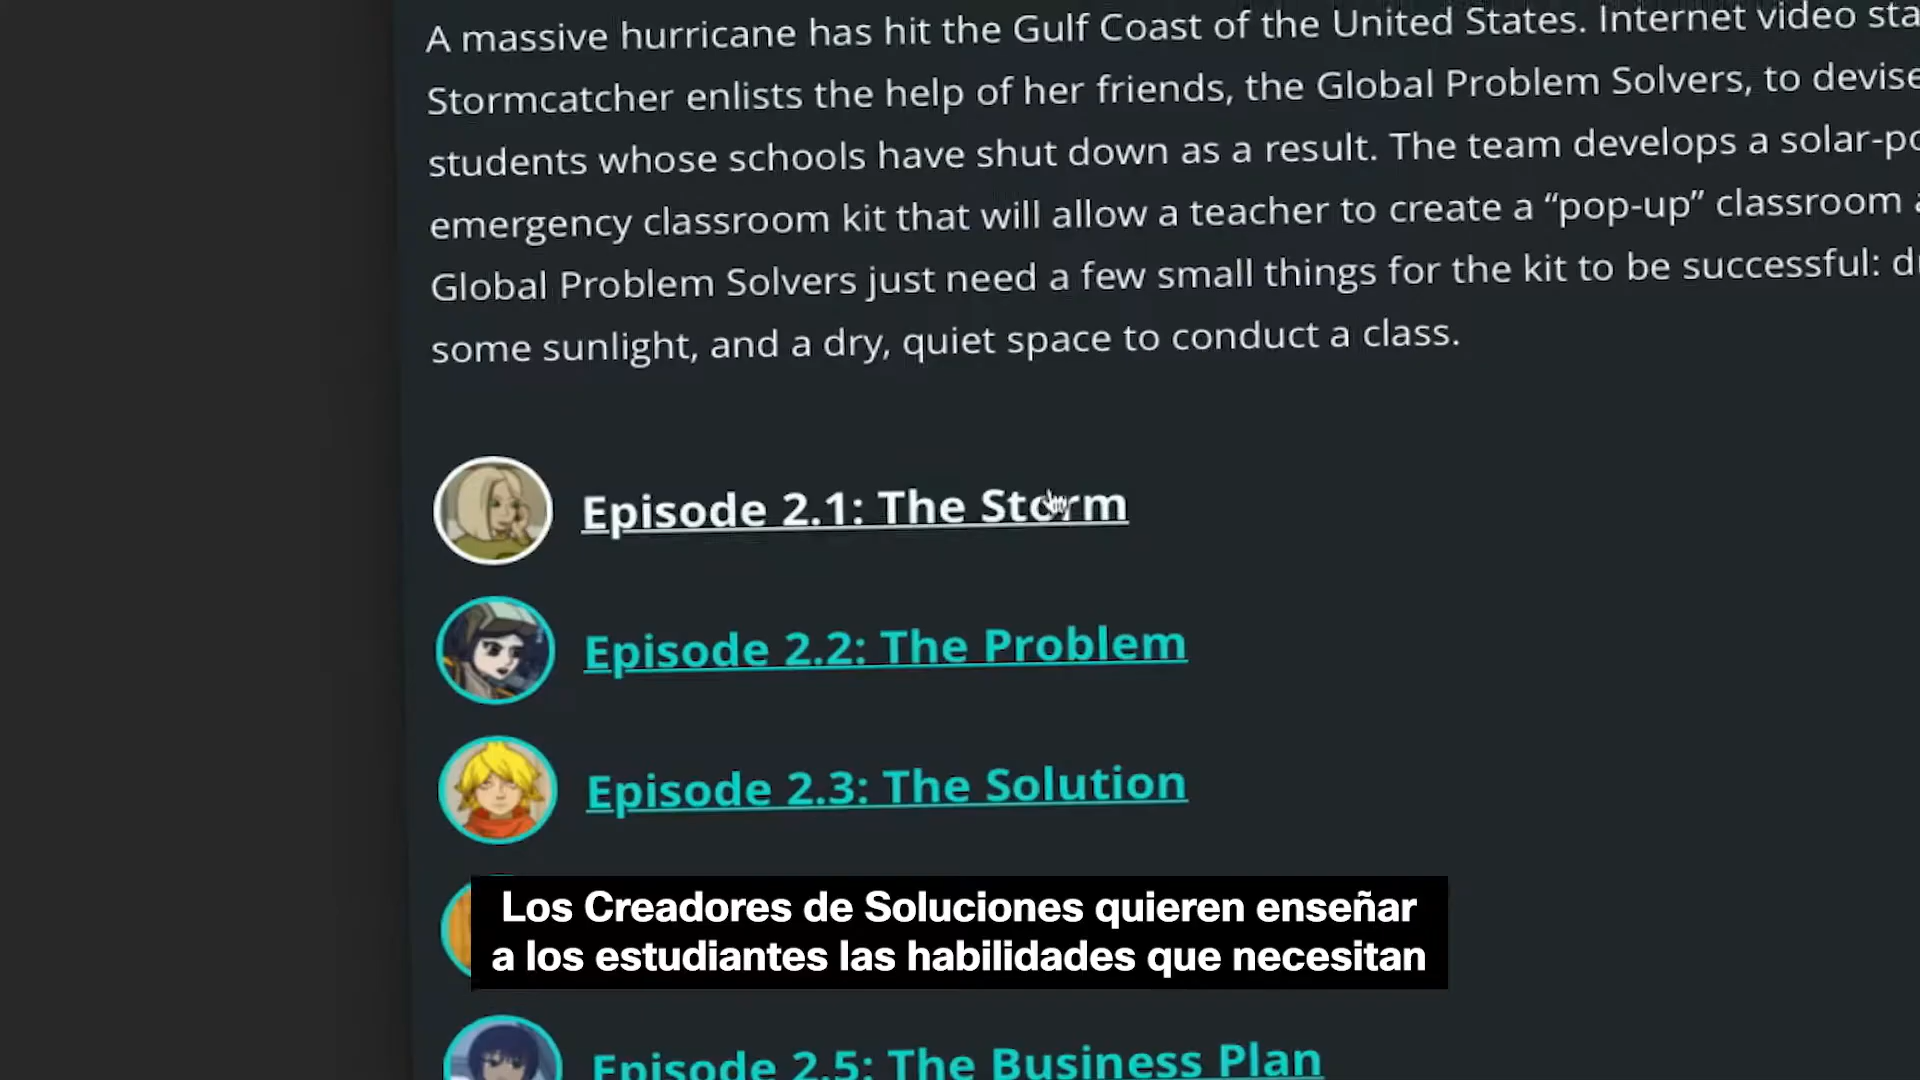 A massive hurricane has hit the Gulf Coast of the United States. Internet video
Stormcatcher enlists the help of her friends, the Global Problem Solvers, to
students whose schools have shut down as a result. The team develops a
emergency classroom kit that will allow a teacher to create a “pop-up” classroom
Global Problem Solvers just need a few small things for the kit to be successful:
some sunlight, and a dry, quiet space to conduct a class.
Episode 2.1: The Storm
Episode 2.2: The Problem
Episode 2.3: The Solution
Los Creadores de Soluciones quieren enseñar
a los estudiantes las habilidades que necesitan
Episode 2.5: The Business Plan